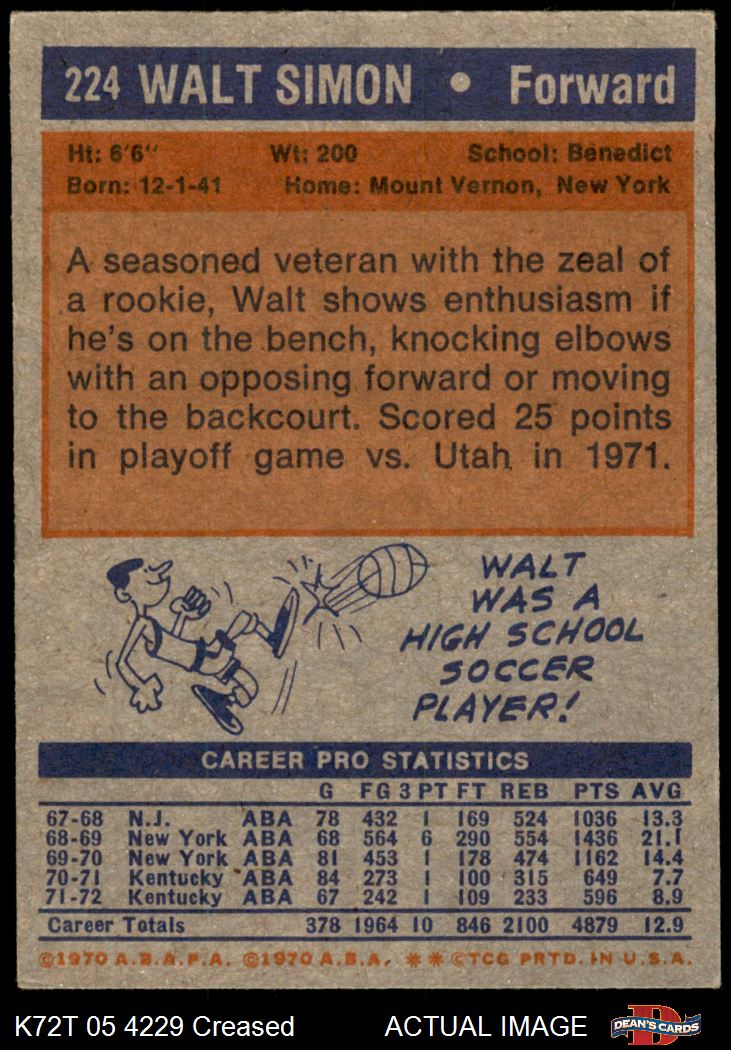 224 WALT SIMON • Forward
Ht: 6'6" Wt: 200 School: Benedict
Born: 12-1-41 Home: Mount Vernon, New York
A seasoned veteran with the zeal of
a rookie, Walt shows enthusiasm if
he's on the bench, knocking elbows
with an opposing forward or moving
to the backcourt. Scored 25 points
in playoff game vs. Utah in 1971.
WALT
WAS A
HIGH SCHOOL
SOCCER
PLAYER!
CAREER PRO STATISTICS
G FG 3 PT FT REB PTS AVG
67-68 N.J. ABA 78 432 1 169 524 1036 13.3
68-69 New York ABA 68 564 6 290 554 1436 21.1
69-70 New York ABA 81 453 1 178 474 1162 14.4
70-71 Kentucky ABA 84 273 1 100 315 649 7.7
71-72 Kentucky ABA 67 242 1 109 233 596 8.9
Career Totals 378 1964 10 846 2100 4879 12.9
©1970 A.B.A.P.A. ©1970 A.B.A. ** ©TCG PRTD. IN U.S.A.
K72T 05 4229 Creased ACTUAL IMAGE D DEAN'S CARDS